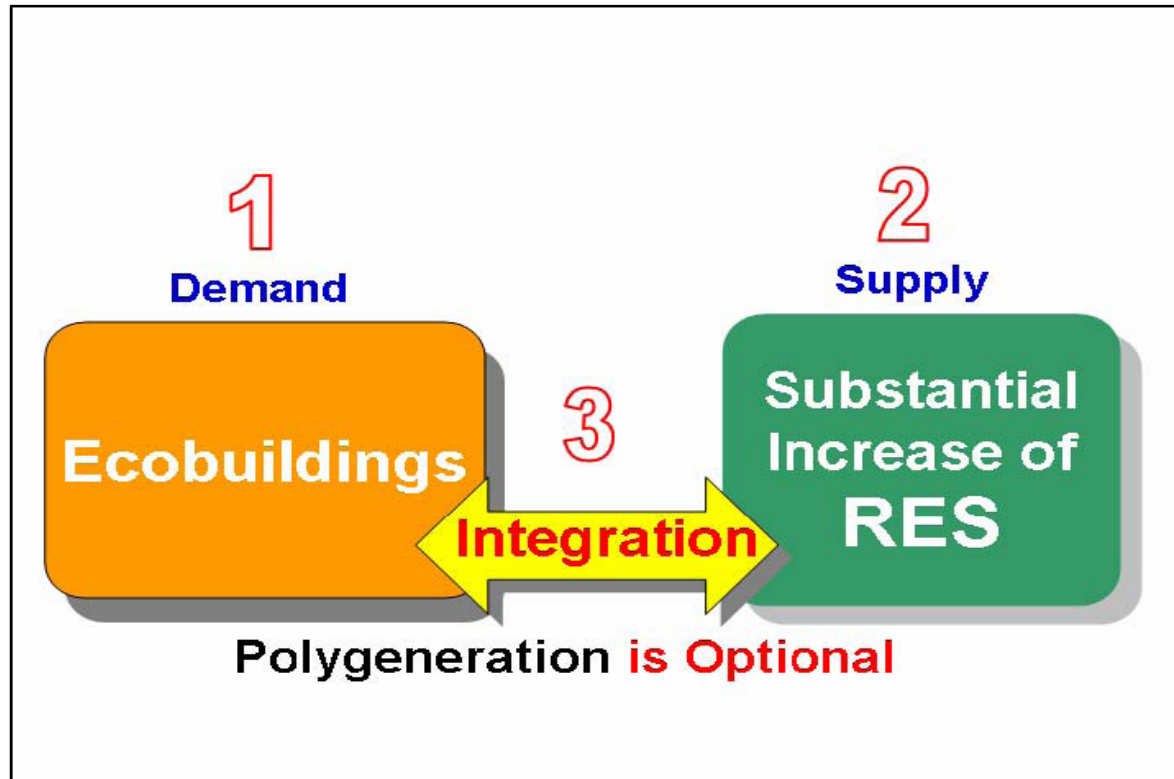 1
Demand
Ecobuildings
2
Supply
Substantial
Increase of
RES
3
Integration
Polygeneration is Optional